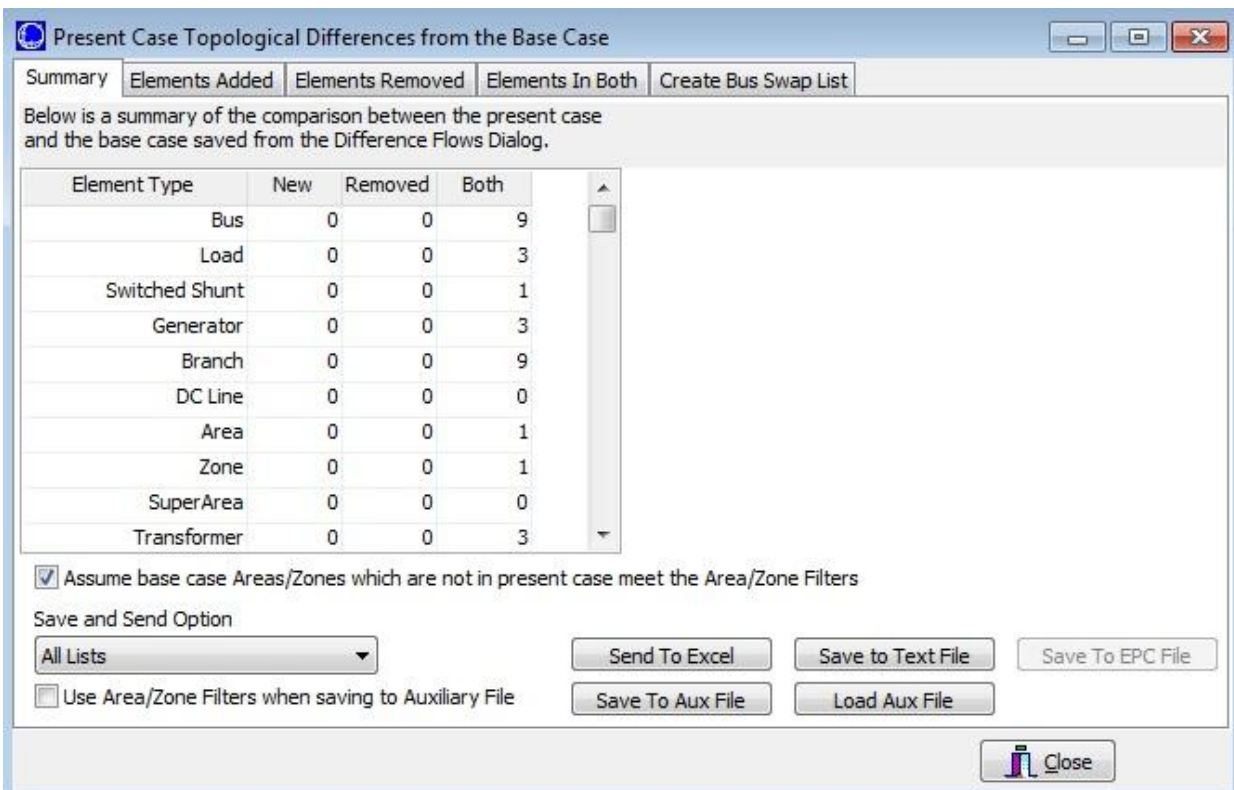 Present Case Topological Differences from the Base Case
Summary Elements Added Elements Removed Elements In Both Create Bus Swap List
Below is a summary of the comparison between the present case
and the base case saved from the Difference Flows Dialog.
Element Type New Removed Both
Bus 0 0 9
Load 0 0 3
Switched Shunt 0 0 1
Generator 0 0 3
Branch 0 0 9
DC Line 0 0 0
Area 0 0 1
Zone 0 0 1
SuperArea 0 0 0
Transformer 0 0 3
Assume base case Areas/Zones which are not in present case meet the Area/Zone Filters
Save and Send Option
All Lists Send To Excel Save to Text File Save To EPC File
Use Area/Zone Filters when saving to Auxiliary File Save To Aux File Load Aux File
Close